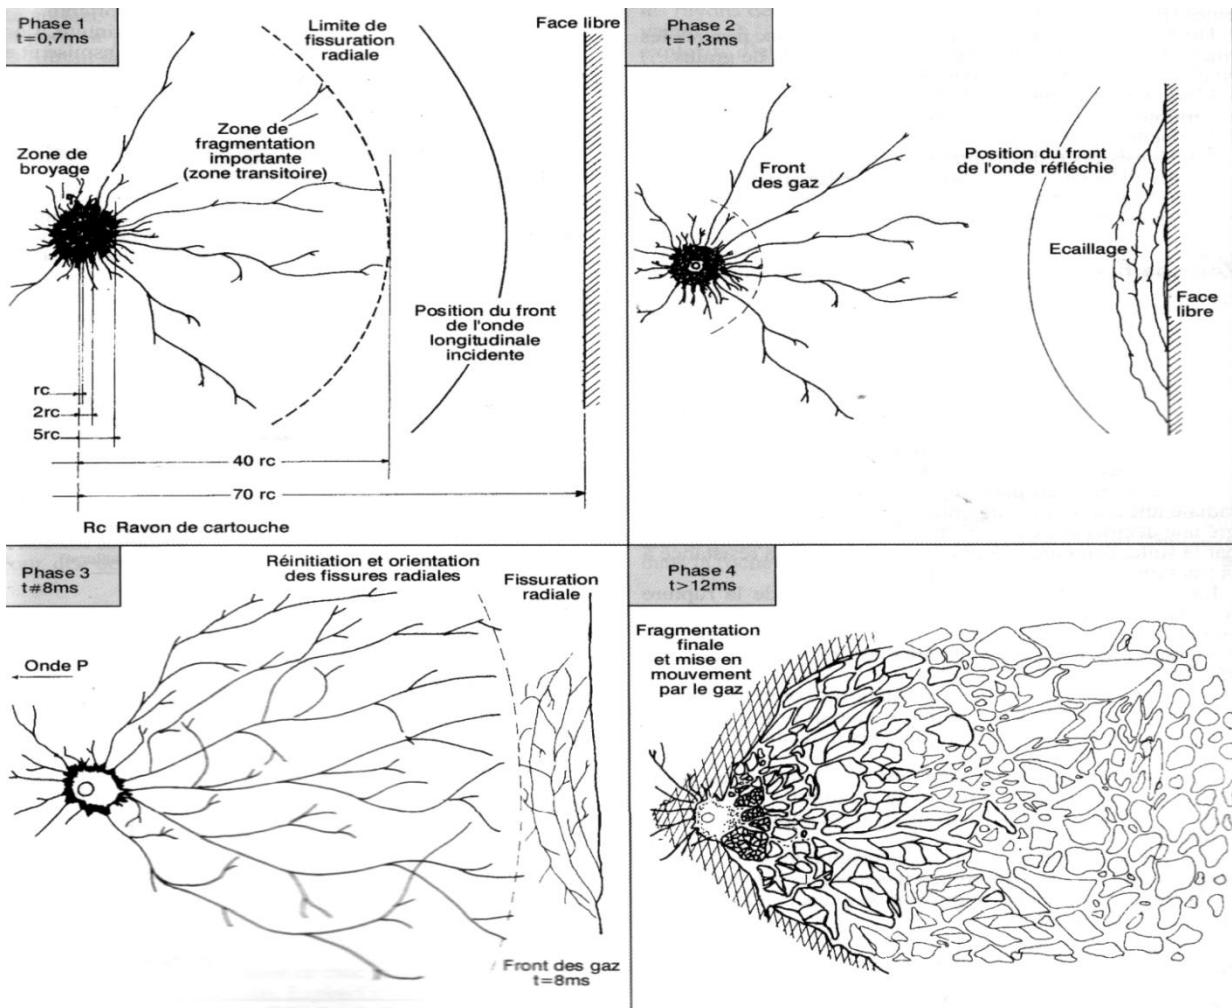 Phase 1
t=0,7ms
Limite de
fissuration
radiale
Face libre
Zone de
broyage
Zone de
fragmentation
importante
(zone transitoire)
Position du front
de l'onde
longitudinale
incidente
rc
2rc
5rc
40 rc
70 rc
Rc Ravon de cartouche
Phase 2
t=1,3ms
Front
des gaz
Position du front
de l'onde réfléchie
Ecaillage
Face
libre
Phase 3
t#8ms
Réinitiation et orientation
des fissures radiales
Fissuration
radiale
Onde P
Front des gaz
t=8ms
Phase 4
t>12ms
Fragmentation
finale
et mise en
mouvement
par le gaz